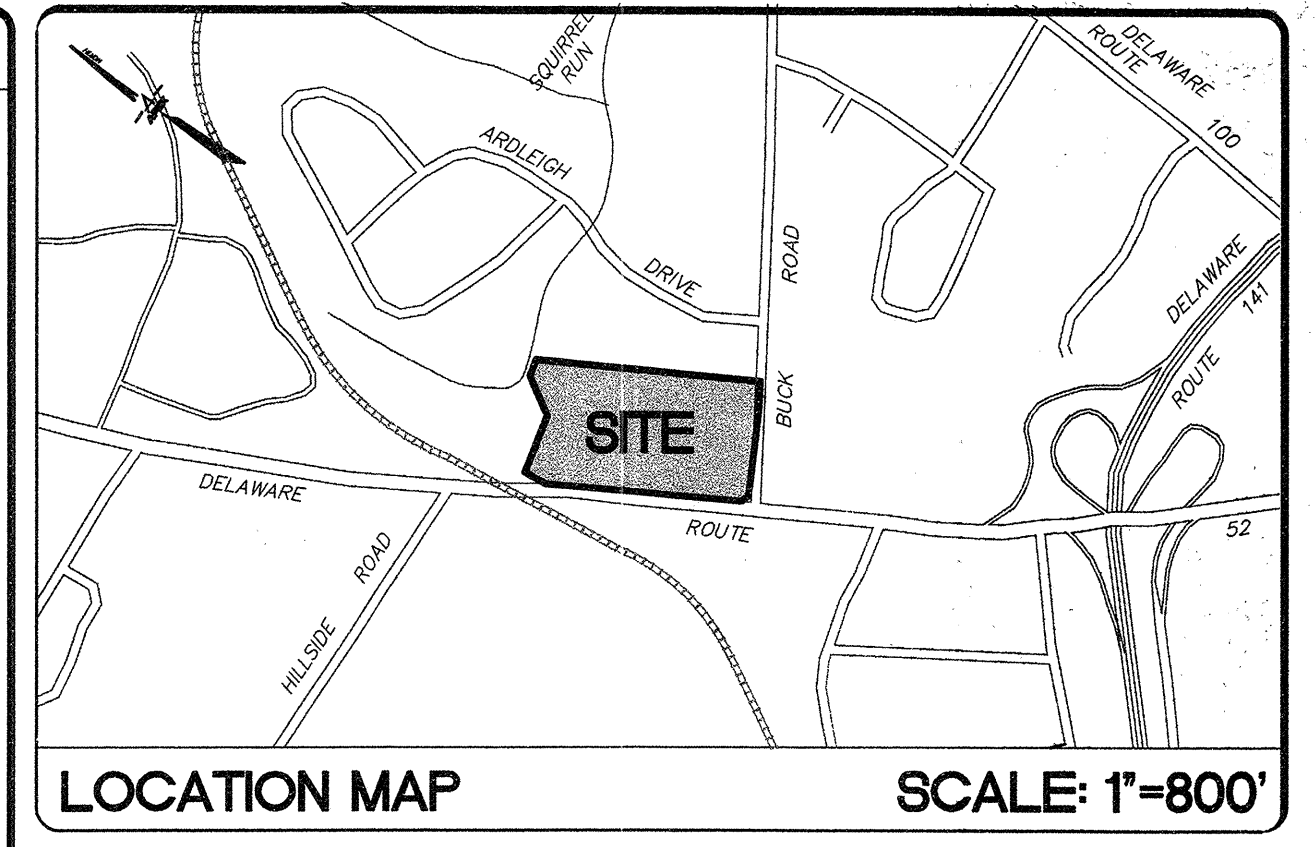 SQUIRREL
RUN
DELAWARE
ROUTE
100
ARDLEIGH
DRIVE
ROAD
BUCK
DELAWARE
141
ROUTE
SITE
DELAWARE
ROUTE
52
ROAD
HILLSIDE
LOCATION MAP
SCALE: 1"=800'